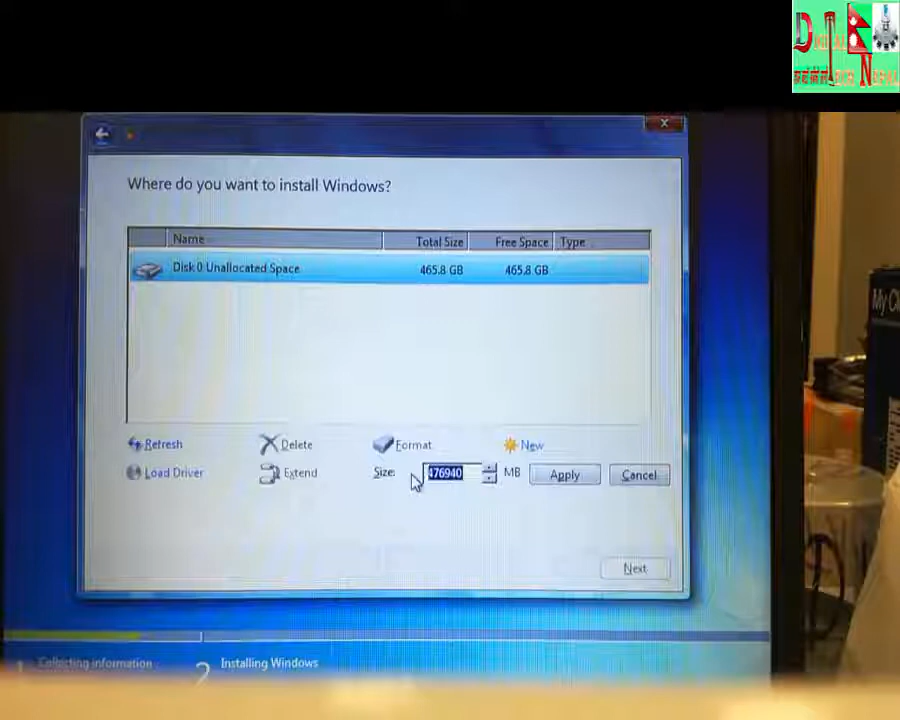 Where do you want to install Windows?
Name Total Size Free Space Type
Disk 0 Unallocated Space 465.8 GB 465.8 GB
Refresh Delete Format New
Load Driver Extend Size: 476940 MB Apply Cancel
Next
1 Collecting information 2 Installing Windows